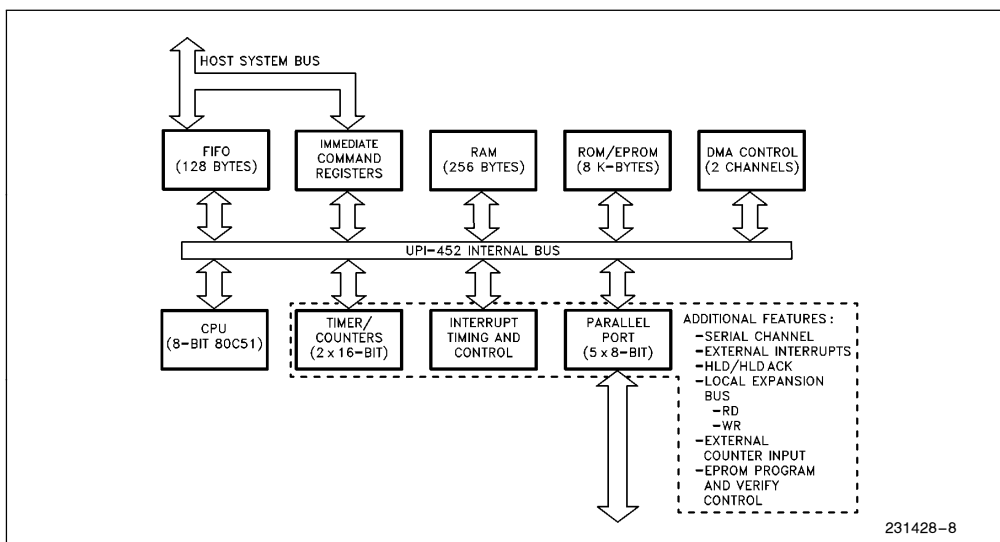 HOST SYSTEM BUS
FIFO
(128 BYTES)
IMMEDIATE
COMMAND
REGISTERS
RAM
(256 BYTES)
ROM/EPROM
(8 K-BYTES)
DMA CONTROL
(2 CHANNELS)
UPI-452 INTERNAL BUS
CPU
(8-BIT 80C51)
TIMER/
COUNTERS
(2 x 16-BIT)
INTERRUPT
TIMING AND
CONTROL
PARALLEL
PORT
(5 x 8-BIT)
ADDITIONAL FEATURES:
-SERIAL CHANNEL
-EXTERNAL INTERRUPTS
-HLD/HLDACK
-LOCAL EXPANSION
BUS
-RD
-WR
-EXTERNAL
COUNTER INPUT
-EPROM PROGRAM
AND VERIFY
CONTROL
231428-8